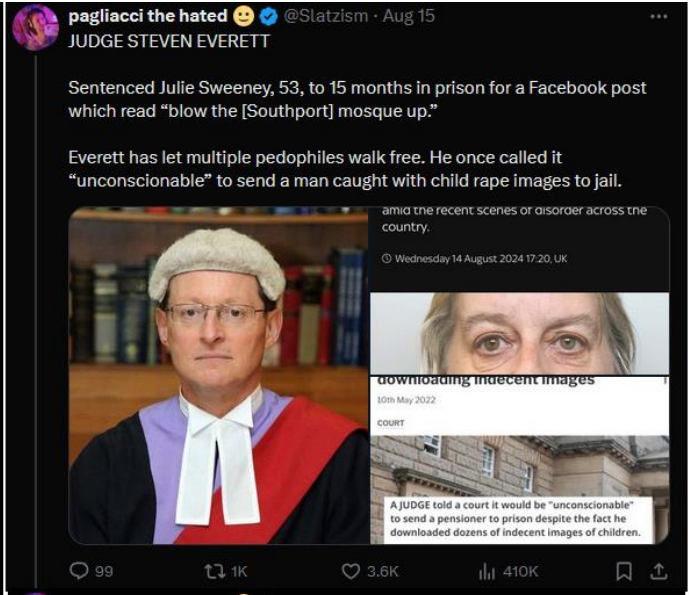 pagliacci the hated @Slatzism · Aug 15
JUDGE STEVEN EVERETT
Sentenced Julie Sweeney, 53, to 15 months in prison for a Facebook post
which read “blow the [Southport] mosque up.”
Everett has let multiple pedophiles walk free. He once called it
“unconscionable” to send a man caught with child rape images to jail.
amid the recent scenes of disorder across the
country.
Wednesday 14 August 2024 17:20, UK
downloading indecent images
10th May 2022
COURT
A JUDGE told a court it would be "unconscionable"
to send a pensioner to prison despite the fact he
downloaded dozens of indecent images of children.
99 1K 3.6K 410K